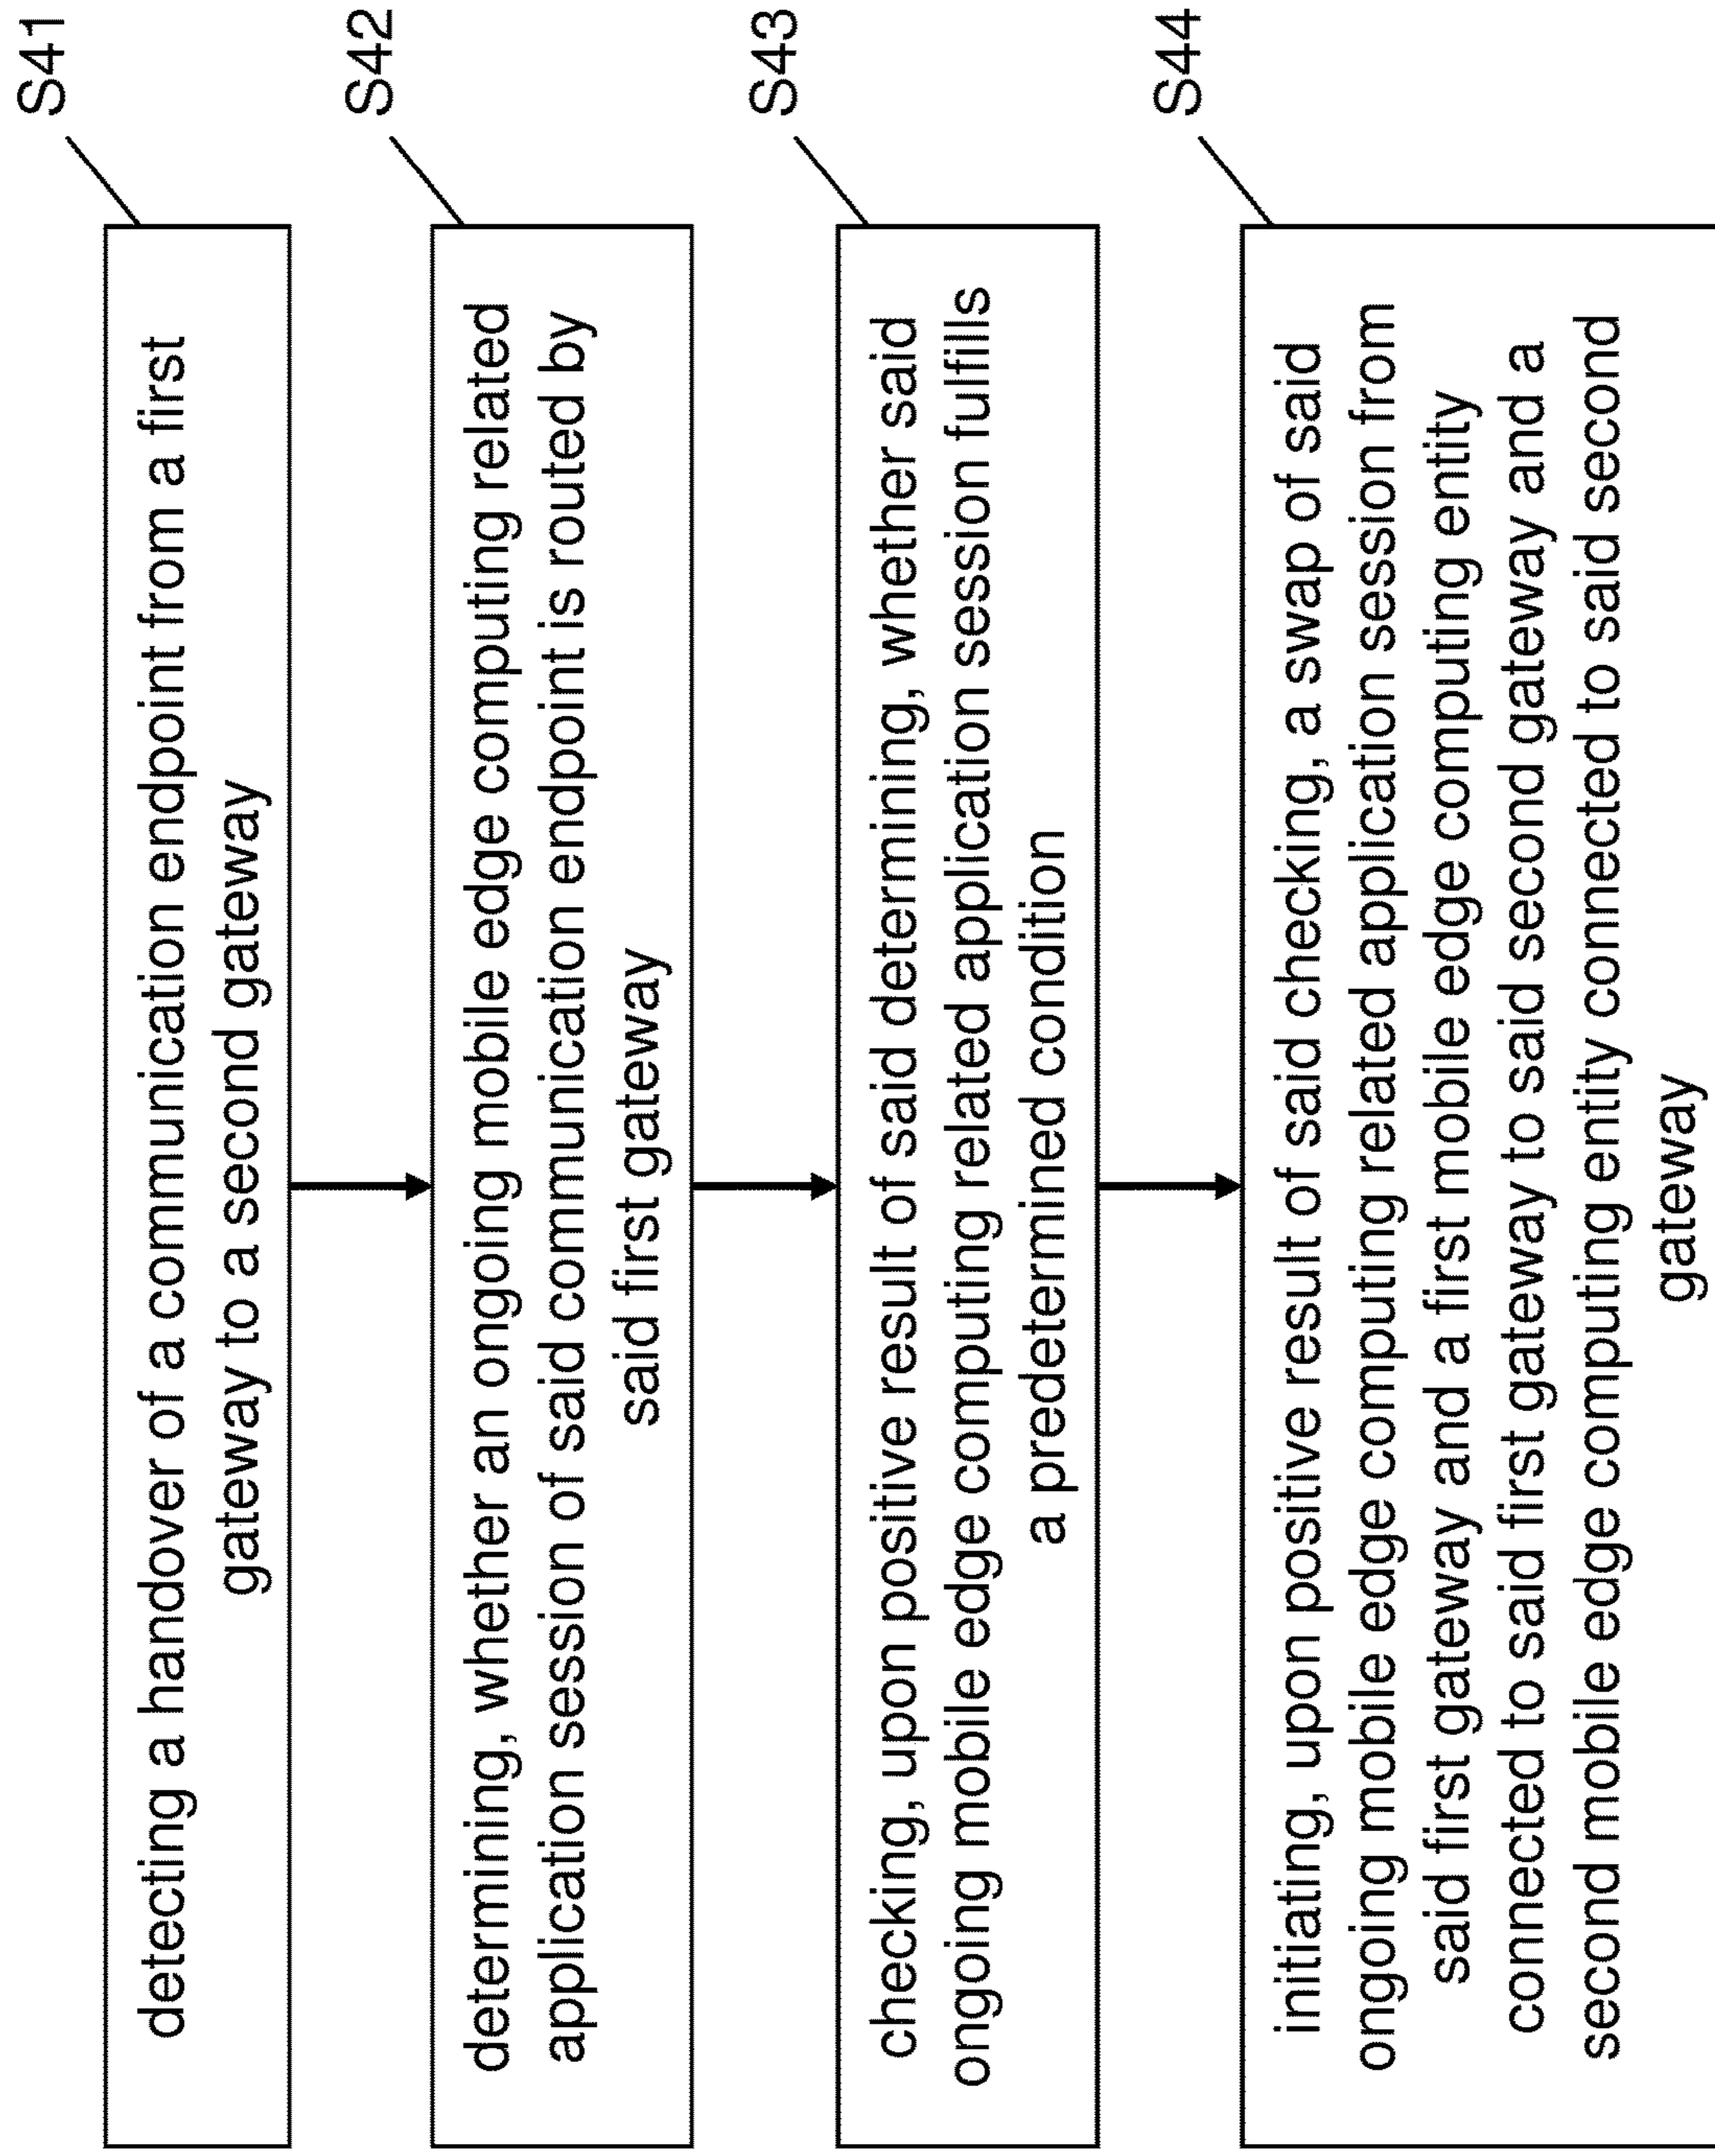 S41
detecting a handover of a communication endpoint from a first
gateway to a second gateway
S42
determining, whether an ongoing mobile edge computing related
application session of said communication endpoint is routed by
said first gateway
S43
checking, upon positive result of said determining, whether said
ongoing mobile edge computing related application session fulfills
a predetermined condition
S44
initiating, upon positive result of said checking, a swap of said
ongoing mobile edge computing related application session from
said first gateway and a first mobile edge computing entity
connected to said first gateway to said second gateway and a
second mobile edge computing entity connected to said second
gateway